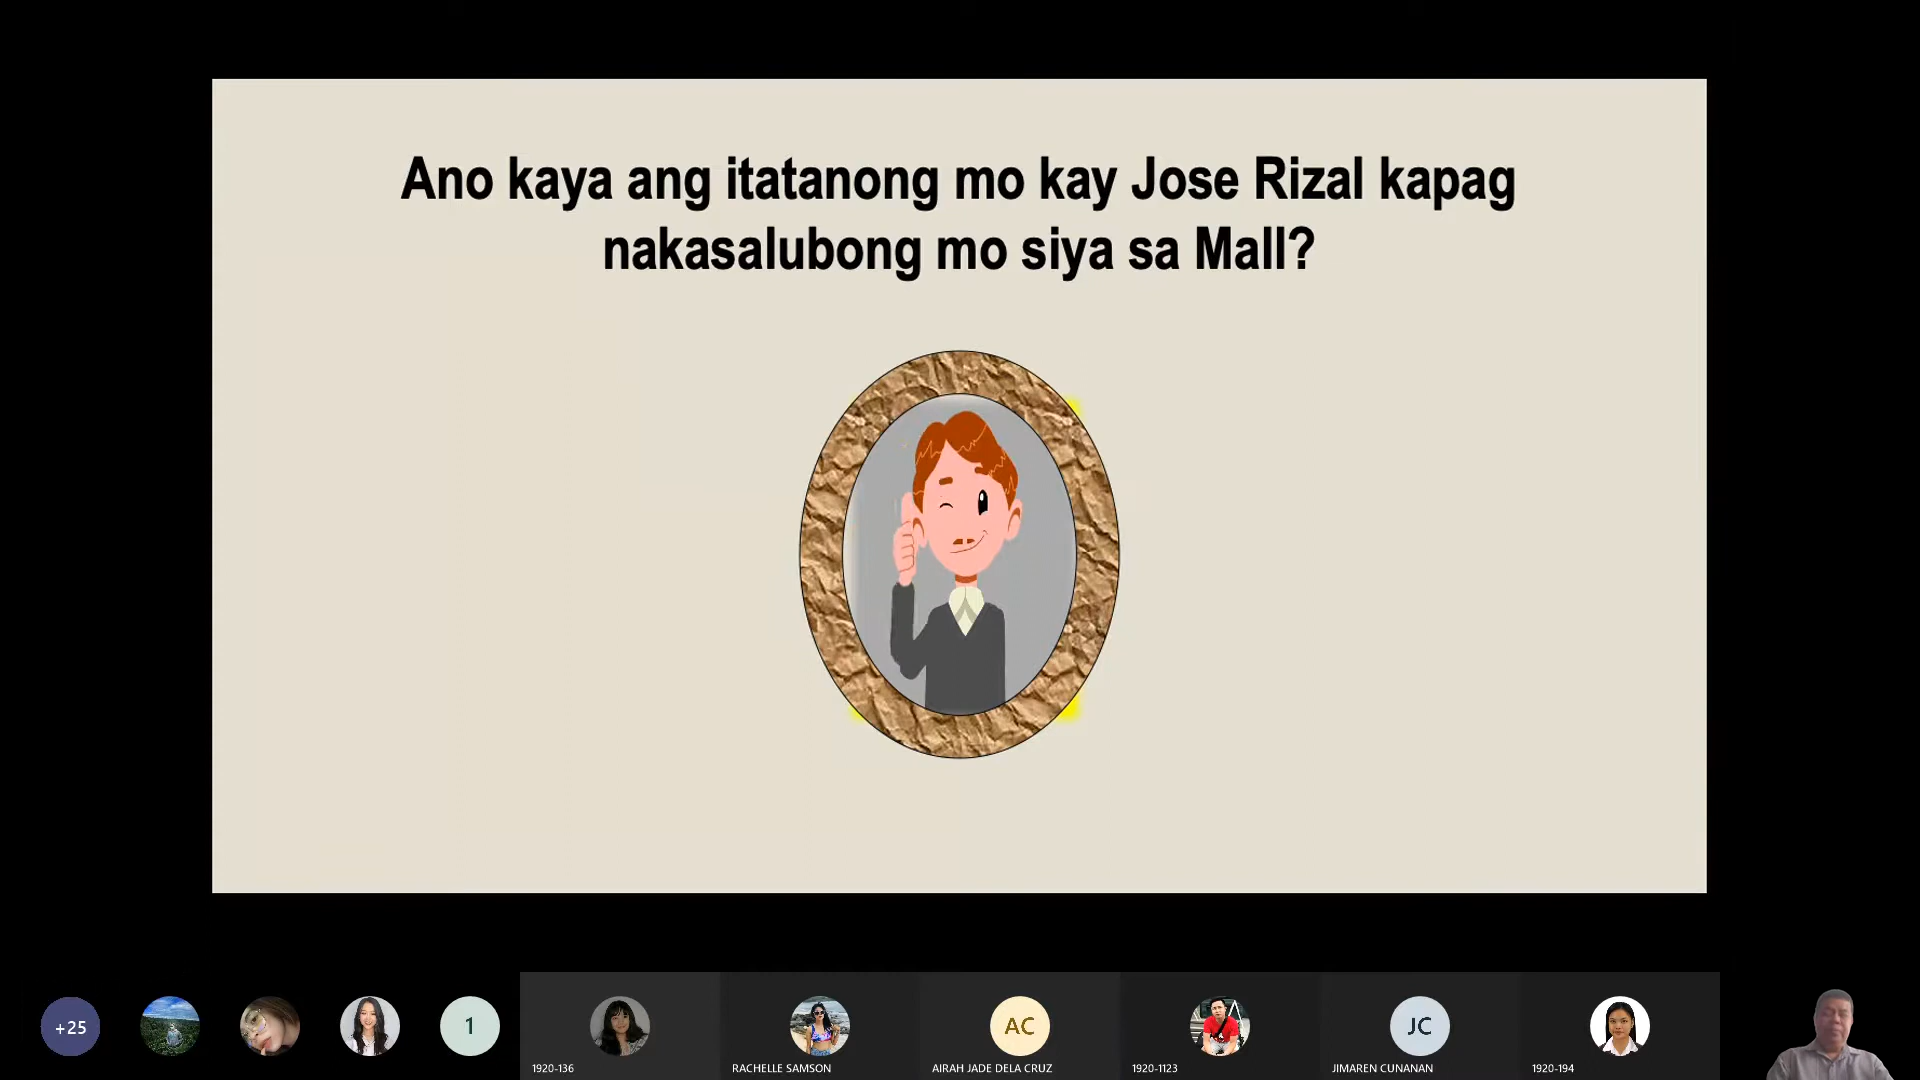 Ano kaya ang itatanong mo kay Jose Rizal kapag
nakasalubong mo siya sa Mall?
+25
1
AC
JC
1920-136
RACHELLE SAMSON
AIRAH JADE DELA CRUZ
1920-1123
JIMAREN CUNANAN
1920-194